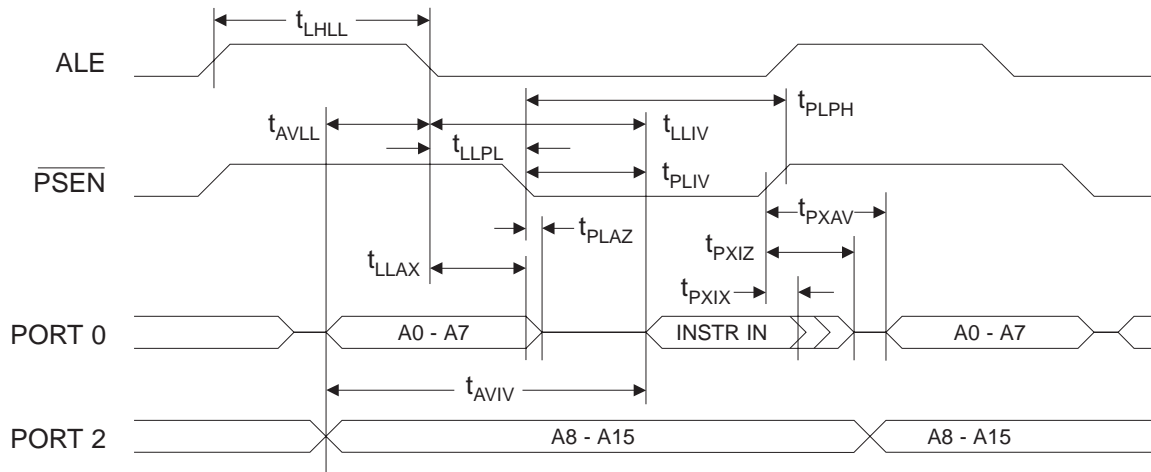 tLHLL
ALE
tPLPH
tAVLL
tLLIV
tLLPL
PSEN
tPLIV
tPXAV
tPLAZ
tLLAX
tPXIZ
tPXIX
PORT 0
A0 - A7
INSTR IN
A0 - A7
tAVIV
PORT 2
A8 - A15
A8 - A15